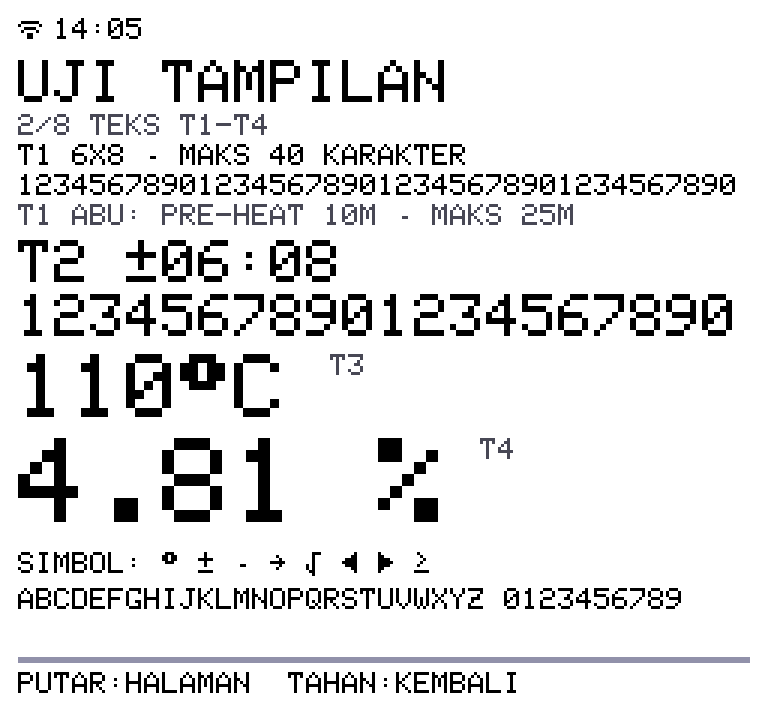 14:05
UJI TAMPILAN
2/8 TEKS T1-T4
T1 6X8 - MAKS 40 KARAKTER
1234567890123456789012345678901234567890
T1 ABU: PRE-HEAT 10M - MAKS 25M
T2 ±06:08
12345678901234567890
110°C T3
4.81 % T4
SIMBOL: ° ± - → √ ◀ ▶ ≥
ABCDEFGHIJKLMNOPQRSTUVWXYZ 0123456789
PUTAR:HALAMAN TAHAN:KEMBALI